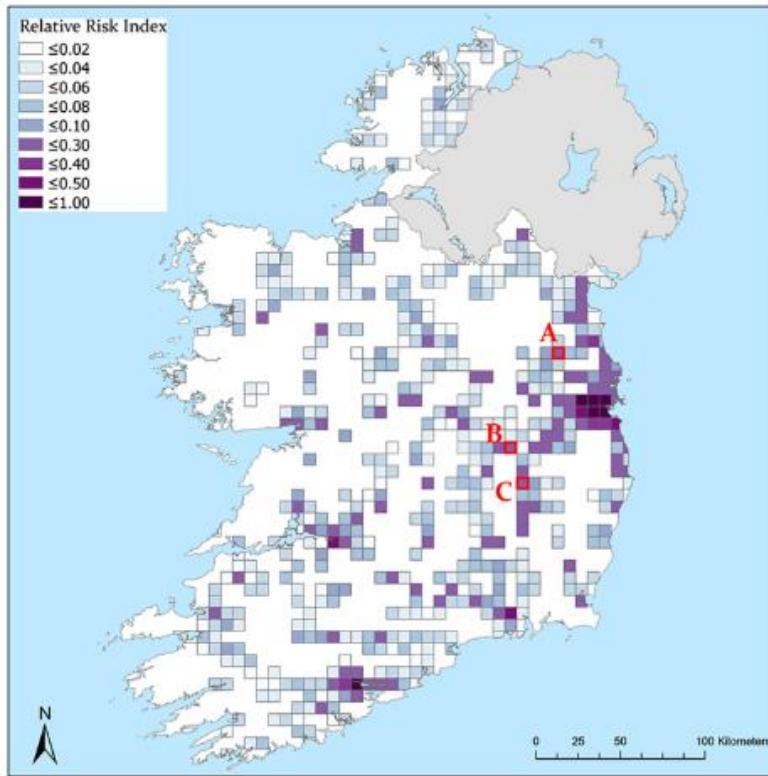 Relative Risk Index
≤0.02
≤0.04
≤0.06
≤0.08
≤0.10
≤0.30
≤0.40
≤0.50
≤1.00
A
B
C
N
0 25 50 100 Kilometers